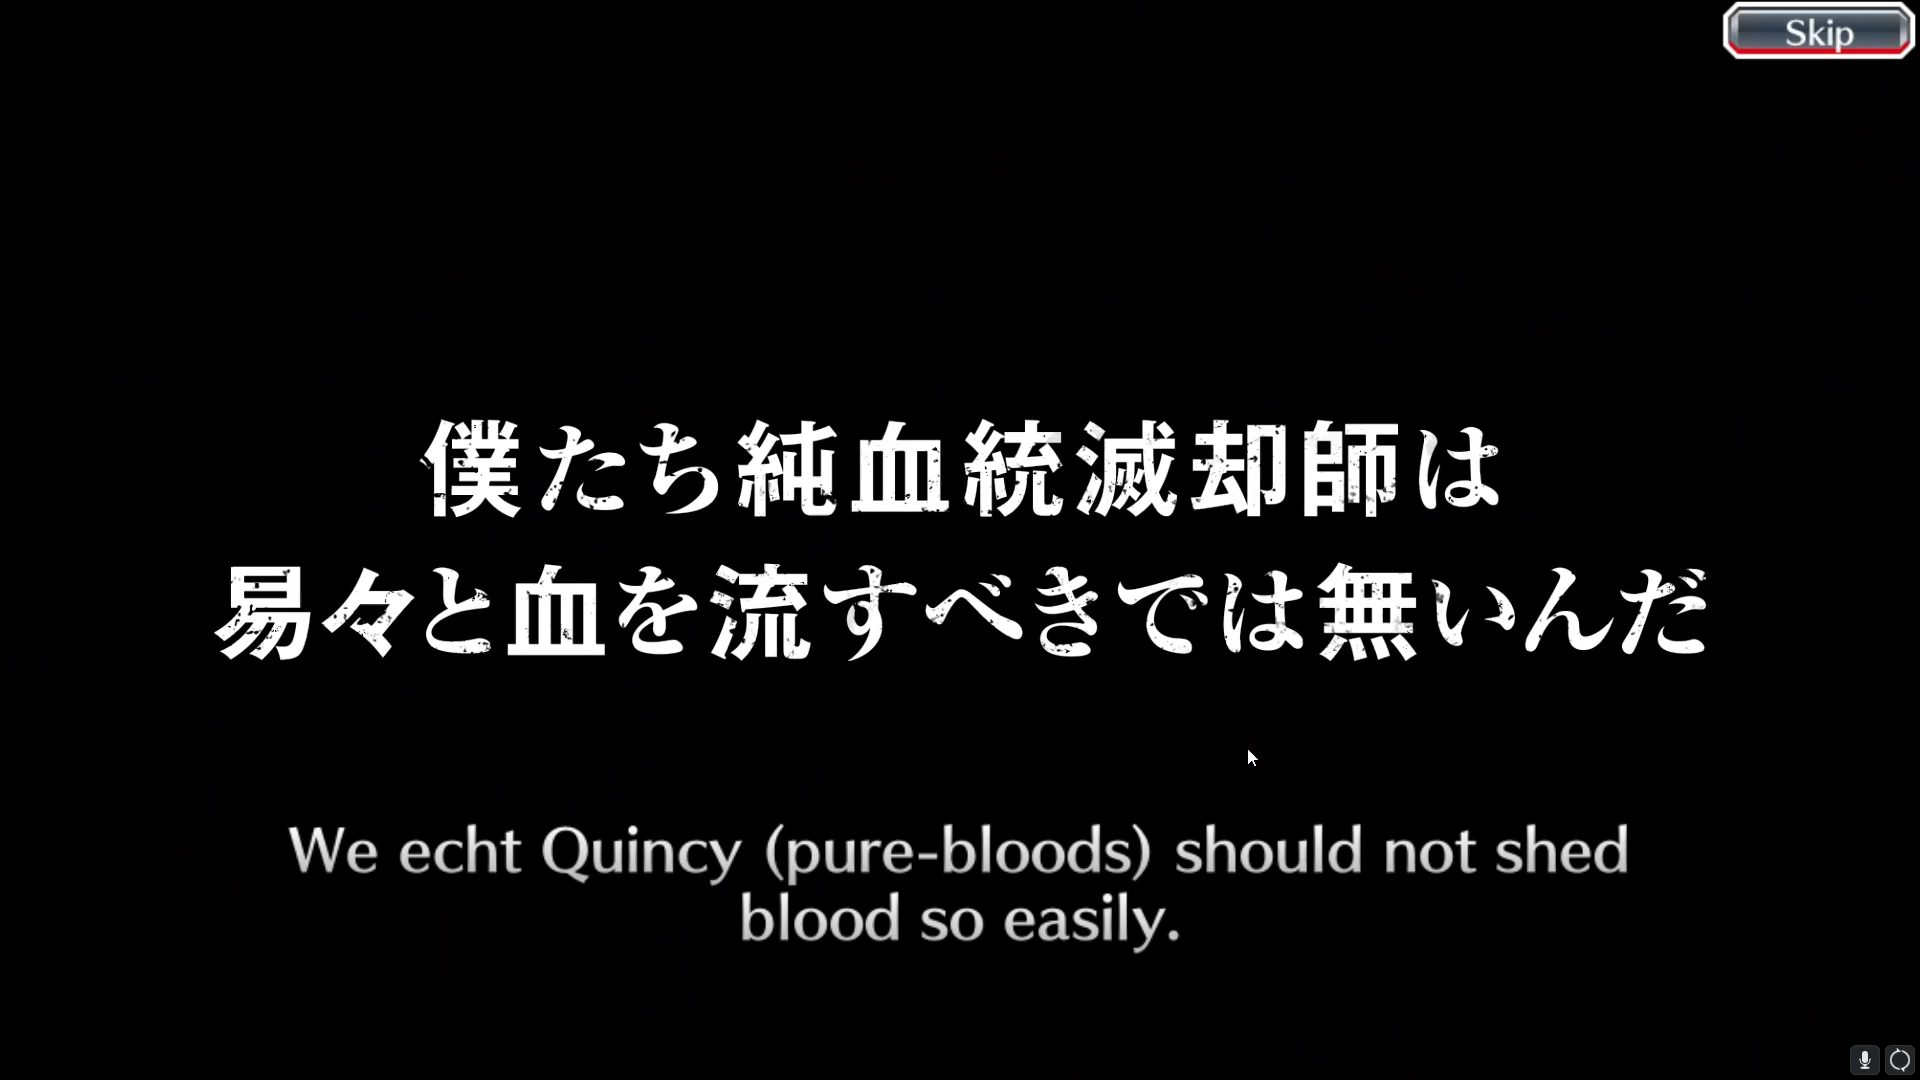 Skip
僕たち純血統滅却師は
易々と血を流すべきでは無いんだ
We echt Quincy (pure-bloods) should not shed
blood so easily.